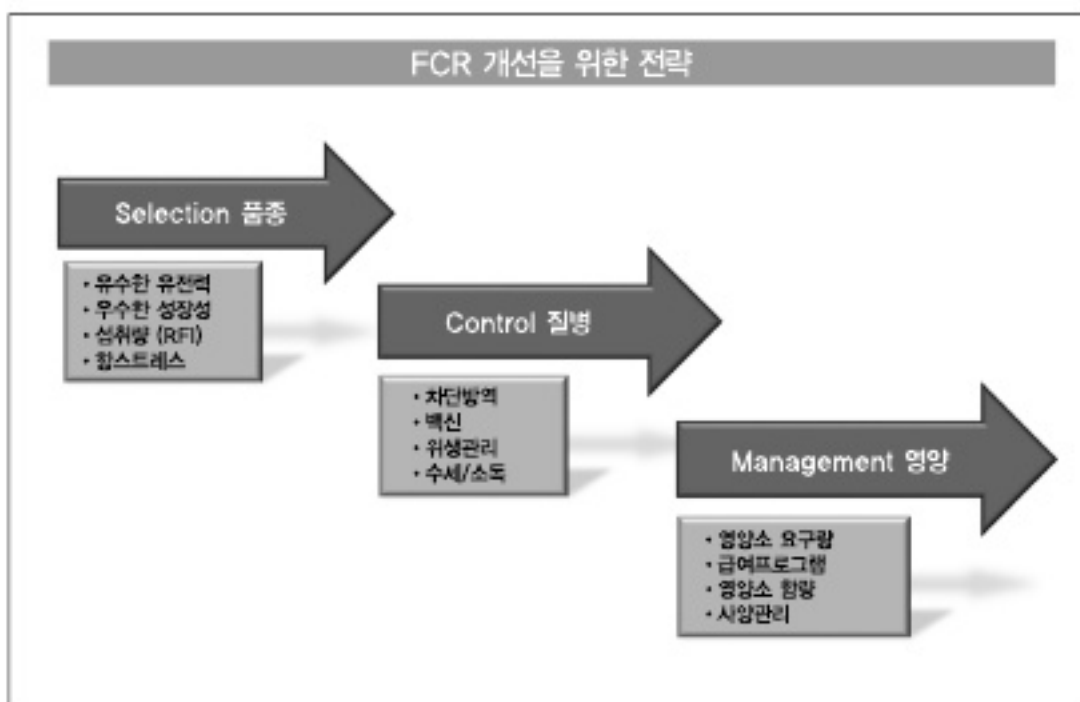 FCR 개선을 위한 전략
Selection 품종
• 유수한 유전력
• 우수한 성장성
• 섭취량 (RFI)
• 항스트레스
Control 질병
• 차단방역
• 백신
• 위생관리
• 수세/소독
Management 영양
• 영양소 요구량
• 급여프로그램
• 영양소 함량
• 사양관리